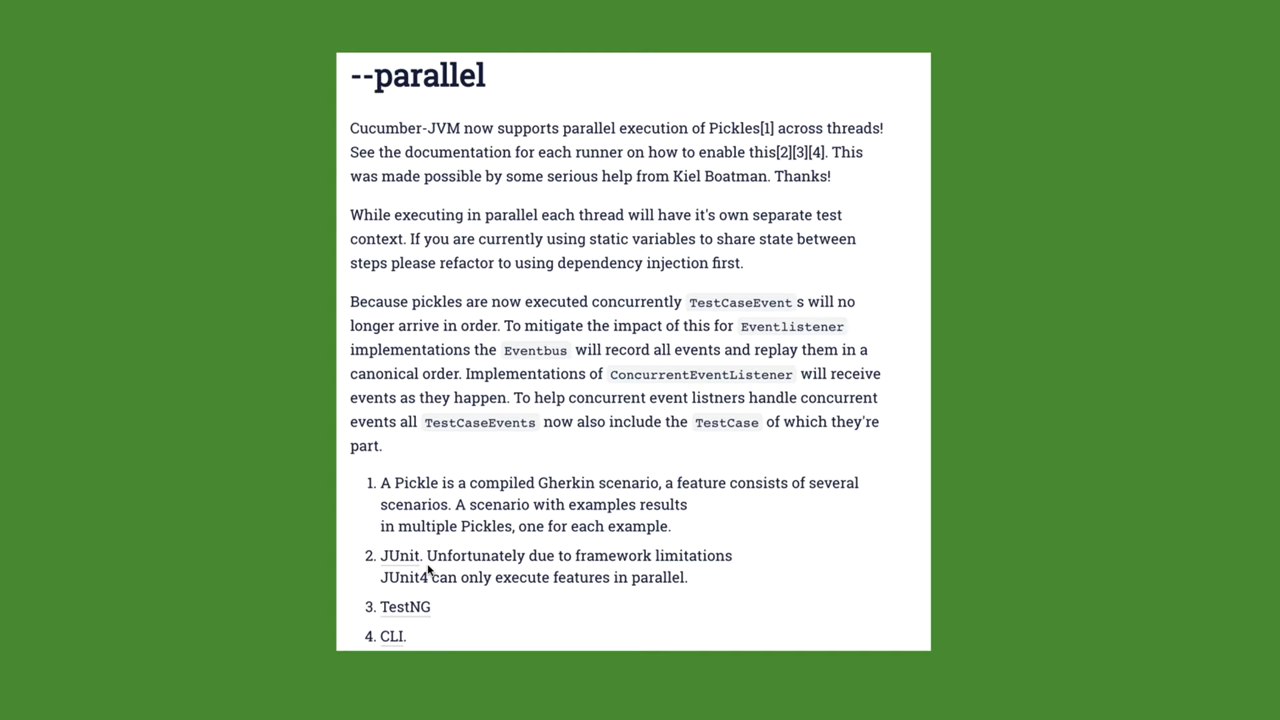 --parallel
Cucumber-JVM now supports parallel execution of Pickles[1] across threads!
See the documentation for each runner on how to enable this[2][3][4]. This
was made possible by some serious help from Kiel Boatman. Thanks!
While executing in parallel each thread will have it's own separate test
context. If you are currently using static variables to share state between
steps please refactor to using dependency injection first.
Because pickles are now executed concurrently TestCaseEvent s will no
longer arrive in order. To mitigate the impact of this for Eventlistener
implementations the Eventbus will record all events and replay them in a
canonical order. Implementations of ConcurrentEventListener will receive
events as they happen. To help concurrent event listners handle concurrent
events all TestCaseEvents now also include the TestCase of which they're
part.
1. A Pickle is a compiled Gherkin scenario, a feature consists of several
scenarios. A scenario with examples results
in multiple Pickles, one for each example.
2. JUnit. Unfortunately due to framework limitations
JUnit4 can only execute features in parallel.
3. TestNG
4. CLI.